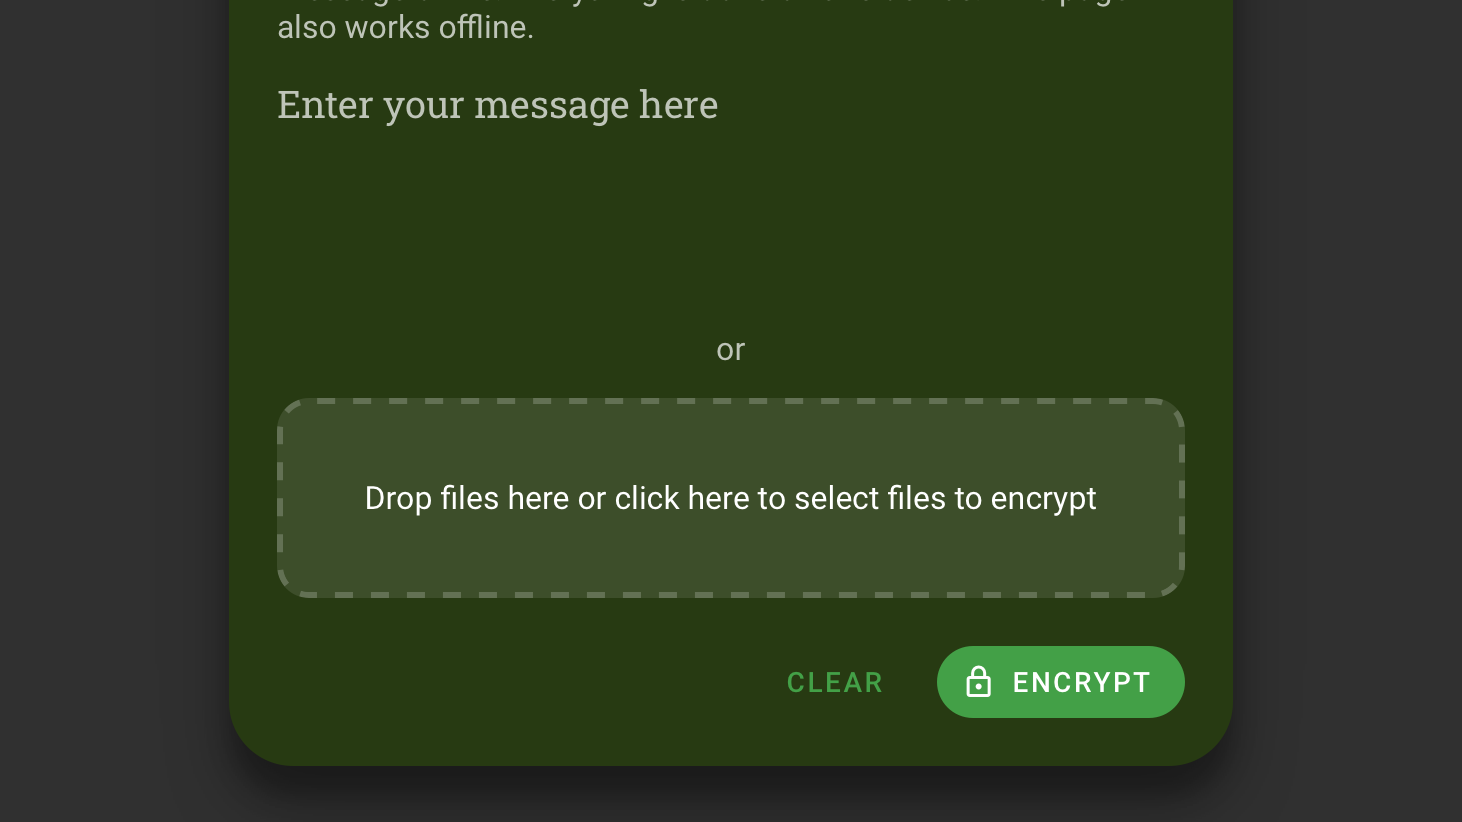 also works offline.
Enter your message here
or
Drop files here or click here to select files to encrypt
CLEAR
ENCRYPT